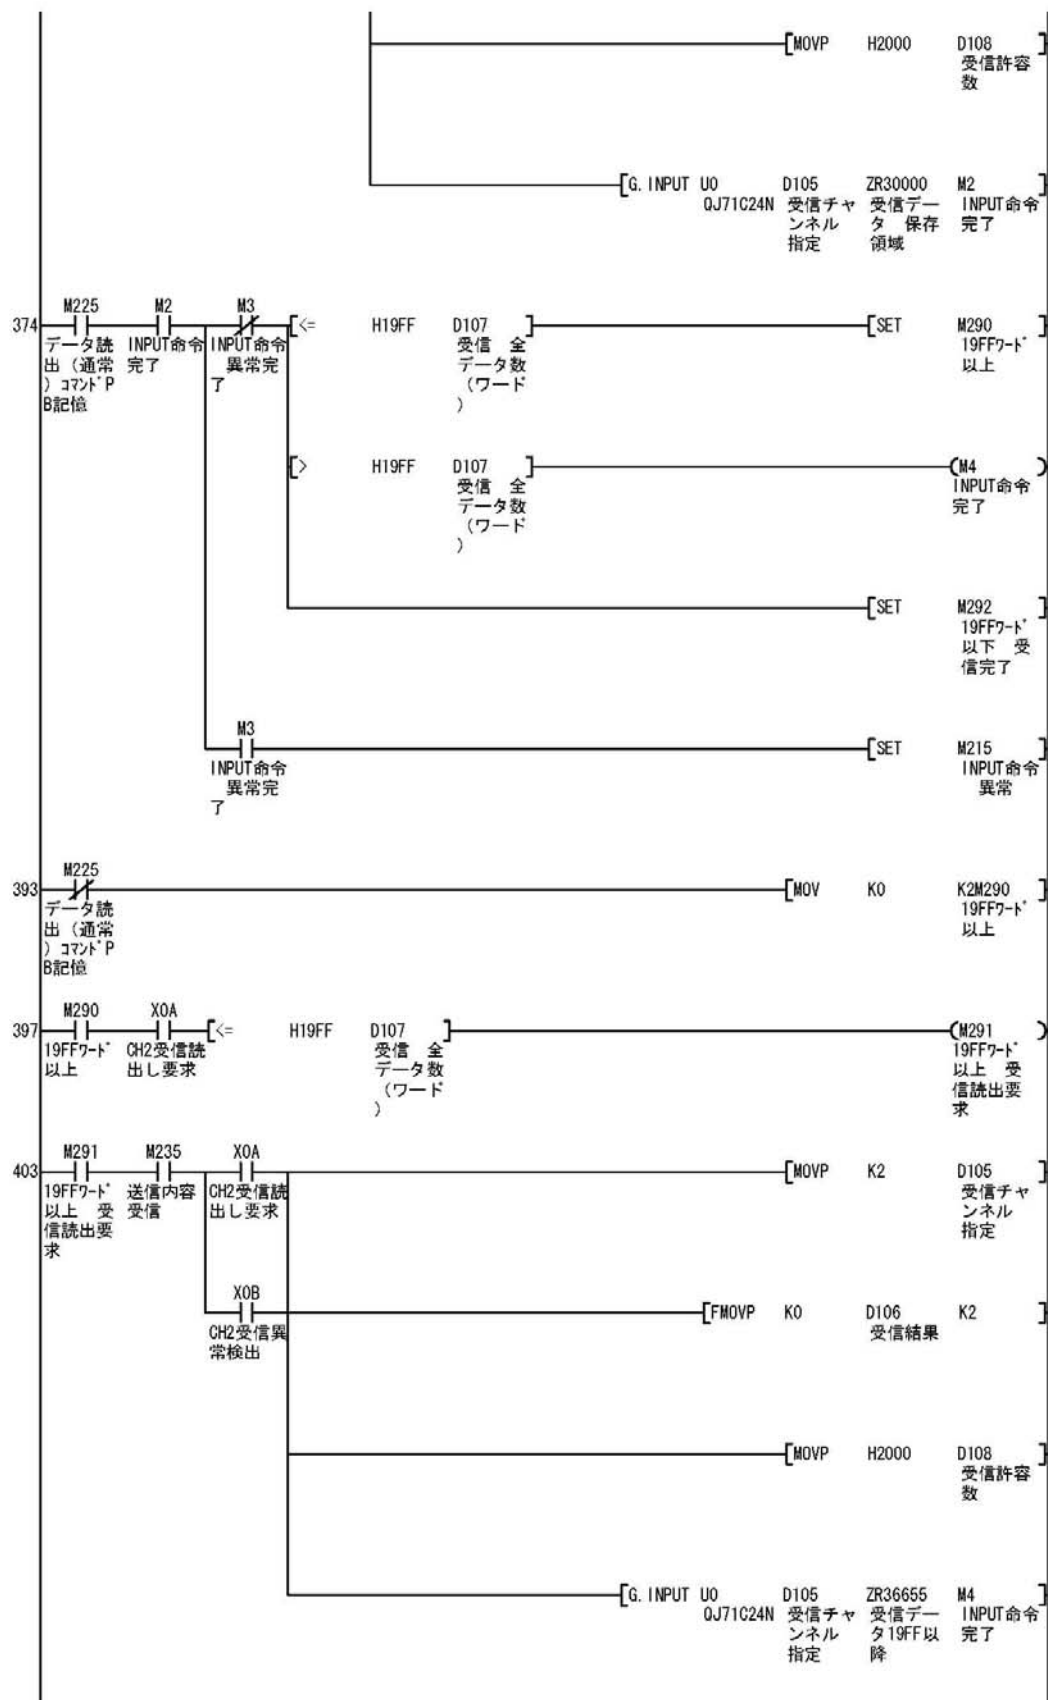 MOVP H2000 D108
受信許容
数
G.INPUT U0 D105 ZR30000 M2
QJ71C24N 受信チャ 受信デー INPUT命令
ンネル タ 保存 完了
指定 領域
M225 M2 M3
374 <= H19FF D107 SET M290
データ読 INPUT命令 INPUT命令 受信 全 19FFワード
出(通常 完了 異常完 データ数 以上
)コマンドP 了 (ワード
B記憶 )
> H19FF D107 M4
受信 全 INPUT命令
データ数 完了
(ワード
)
SET M292
19FFワード
以下 受
信完了
M3
SET M215
INPUT命令 INPUT命令
異常完 異常
了
M225
393 MOV K0 K2M290
データ読 19FFワード
出(通常 以上
)コマンドP
B記憶
M290 X0A
397 <= H19FF D107 M291
19FFワード CH2受信読 受信 全 19FFワード
以上 出し要求 データ数 以上 受
(ワード 信読出要
) 求
M291 M235 X0A
403 MOVP K2 D105
19FFワード 送信内容 CH2受信読 受信チャ
以上 受 受信 出し要求 ンネル
信読出要 指定
求
X0B
FMOVP K0 D106 K2
CH2受信異 受信結果
常検出
MOVP H2000 D108
受信許容
数
G.INPUT U0 D105 ZR36655 M4
QJ71C24N 受信チャ 受信デー INPUT命令
ンネル タ19FF以 完了
指定 降